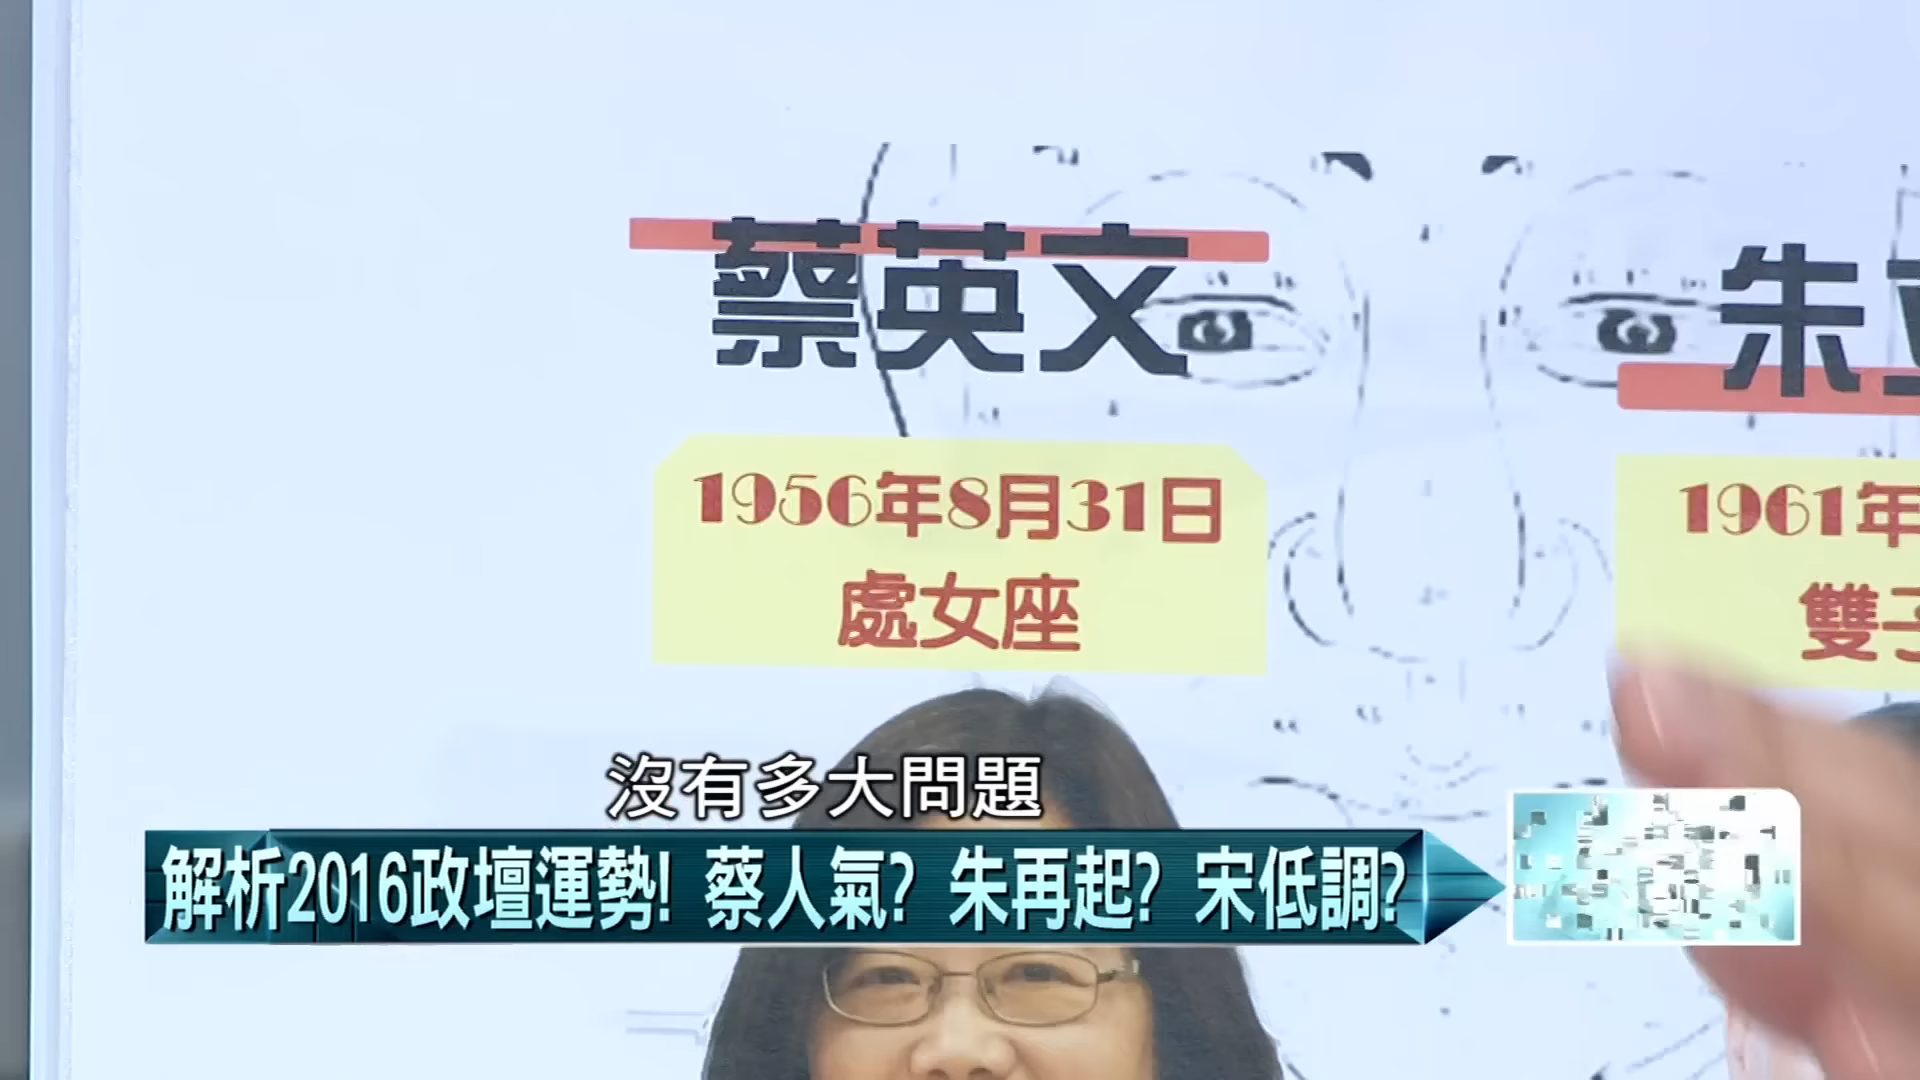 蔡英文
朱
1956年8月31日
處女座
1961年
雙子
沒有多大問題
解析2016政壇運勢! 蔡人氣? 朱再起? 宋低調?